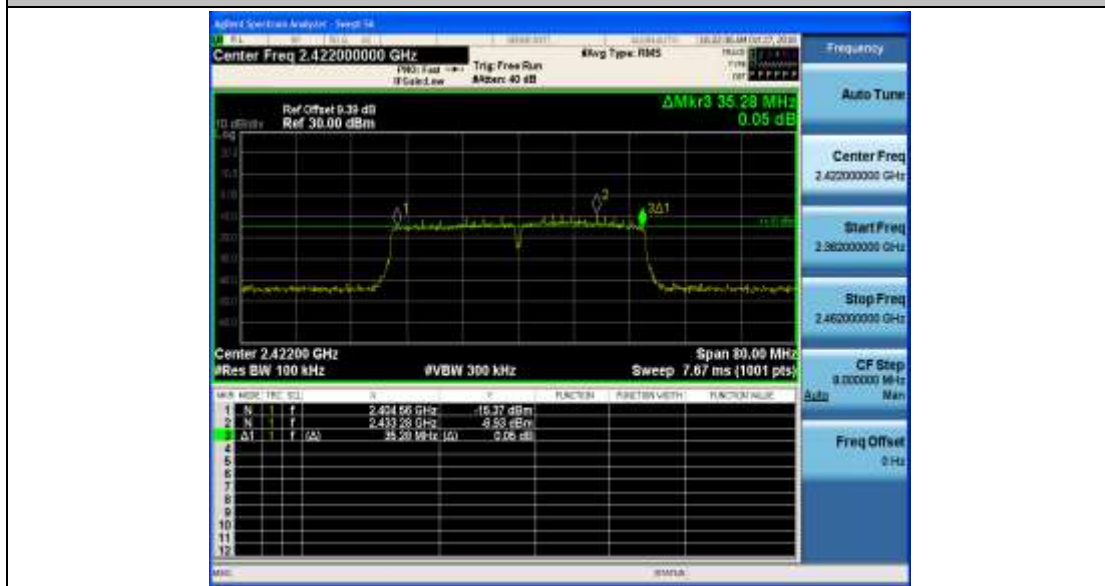 Agilent Spectrum Analyzer - Swept SA
Center Freq 2.422000000 GHz
PNO: Fast
IFGain:Low
Trig: Free Run
#Atten: 40 dB
#Avg Type: RMS
TRACE
TYPE
DET
Frequency
Auto Tune
ΔMkr3 35.28 MHz
0.05 dB
Ref Offset 9.39 dB
Ref 30.00 dBm
10 dB/div
Log
1
2
3Δ1
Center Freq
2.422000000 GHz
Start Freq
2.382000000 GHz
Stop Freq
2.462000000 GHz
Center 2.42200 GHz
Span 80.00 MHz
#Res BW 100 kHz
#VBW 300 kHz
Sweep 7.67 ms (1001 pts)
CF Step
8.000000 MHz
Auto Man
MKR MODE TRC SCL X Y FUNCTION FUNCTION WIDTH FUNCTION VALUE
1 N 1 f 2.404 56 GHz
2 N 1 f 2.433 28 GHz -8.93 dBm
3 Δ1 1 f (Δ) 35.28 MHz (Δ) 0.05 dB
4
5
6
7
8
9
10
11
12
Freq Offset
0 Hz
MSG
STATUS